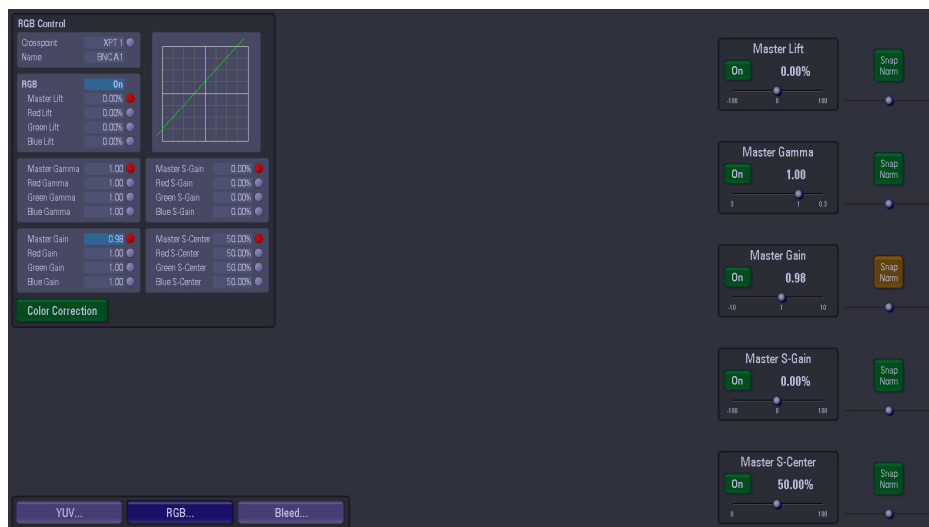 RGB Control
Crosspoint XPT 1
Name BNC A1
RGB On
Master Lift 0.00%
Red Lift 0.00%
Green Lift 0.00%
Blue Lift 0.00%
Master Gamma 1.00
Red Gamma 1.00
Green Gamma 1.00
Blue Gamma 1.00
Master S-Gain 0.00%
Red S-Gain 0.00%
Green S-Gain 0.00%
Blue S-Gain 0.00%
Master Gain 0.98
Red Gain 1.00
Green Gain 1.00
Blue Gain 1.00
Master S-Center 50.00%
Red S-Center 50.00%
Green S-Center 50.00%
Blue S-Center 50.00%
Color Correction
YUV... RGB... Bleed...
Master Lift
On 0.00%
-100 0 100
Snap
Norm
Master Gamma
On 1.00
3 1 0.3
Snap
Norm
Master Gain
On 0.98
-10 1 10
Snap
Norm
Master S-Gain
On 0.00%
-100 0 100
Snap
Norm
Master S-Center
On 50.00%
0 100
Snap
Norm